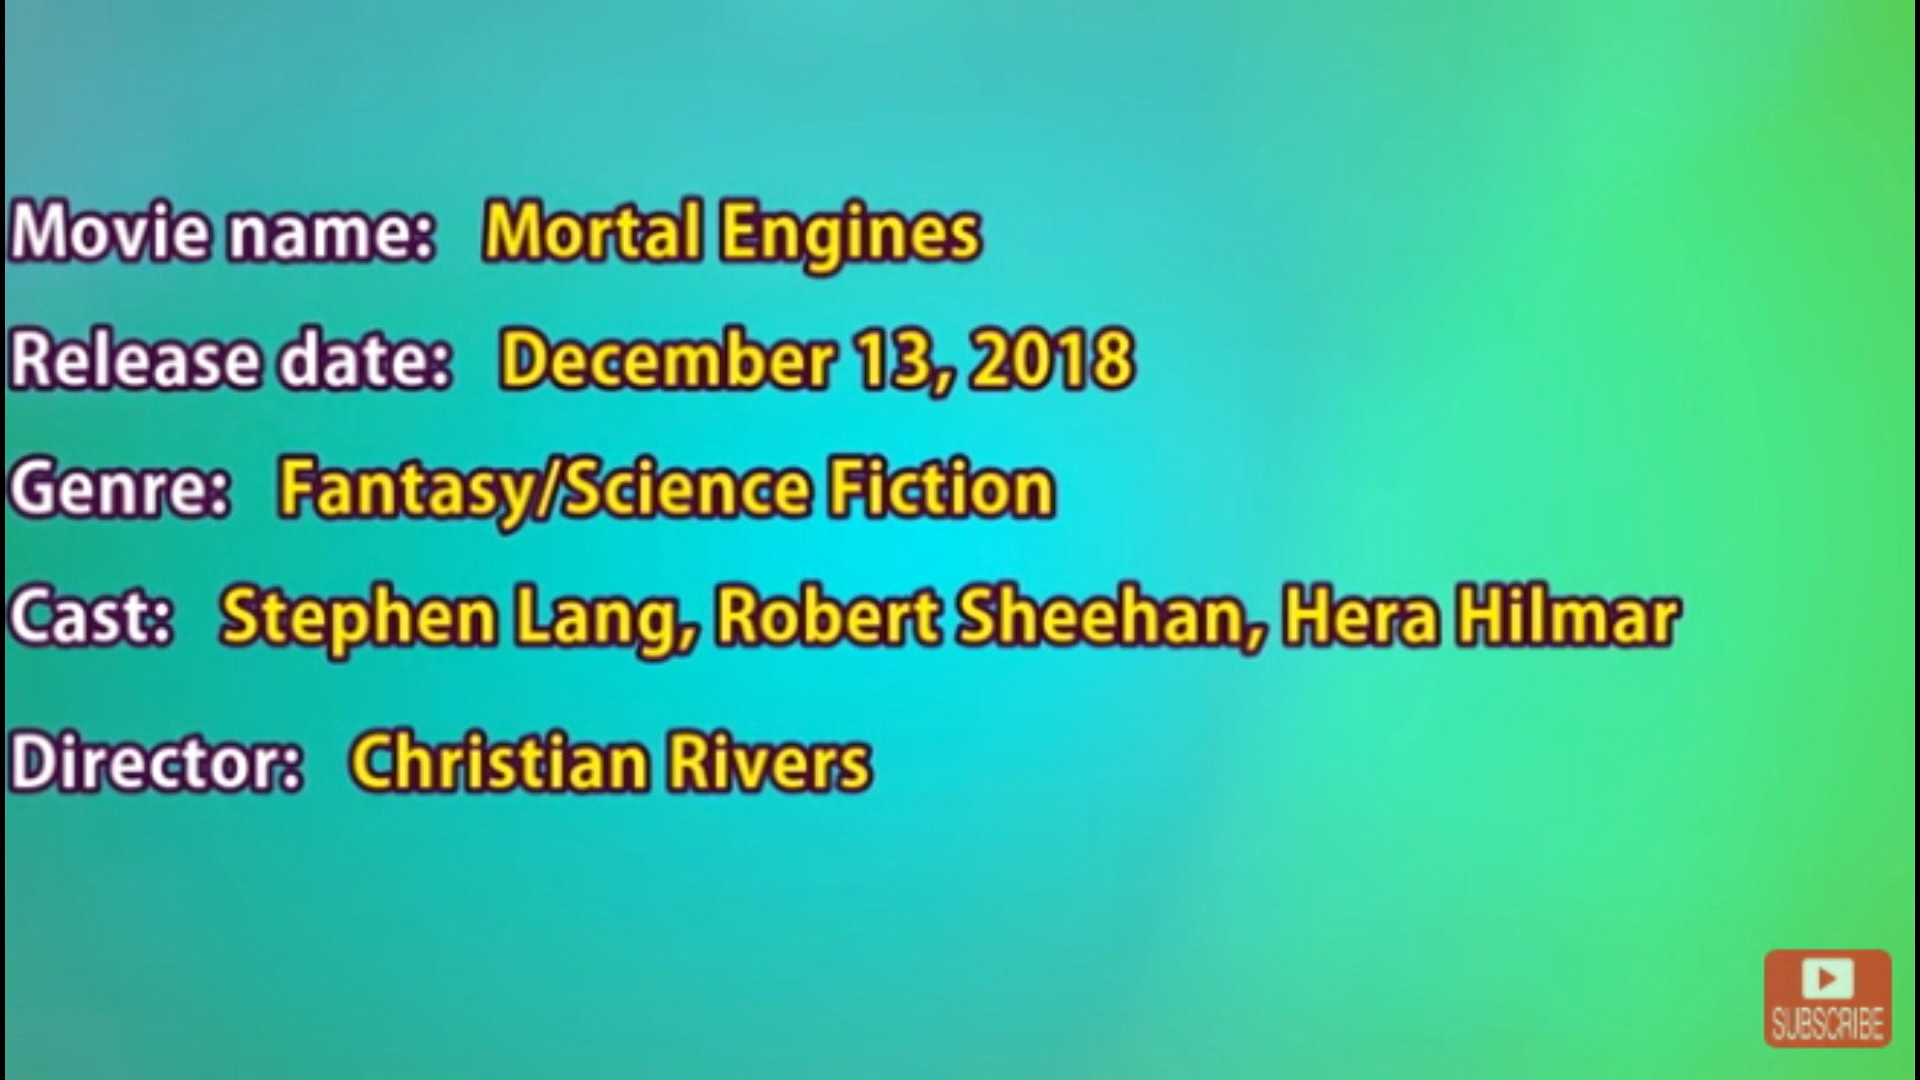 Movie name: Mortal Engines
Release date: December 13, 2018
Genre: Fantasy/Science Fiction
Cast: Stephen Lang, Robert Sheehan, Hera Hilmar
Director: Christian Rivers
SUBSCRIBE